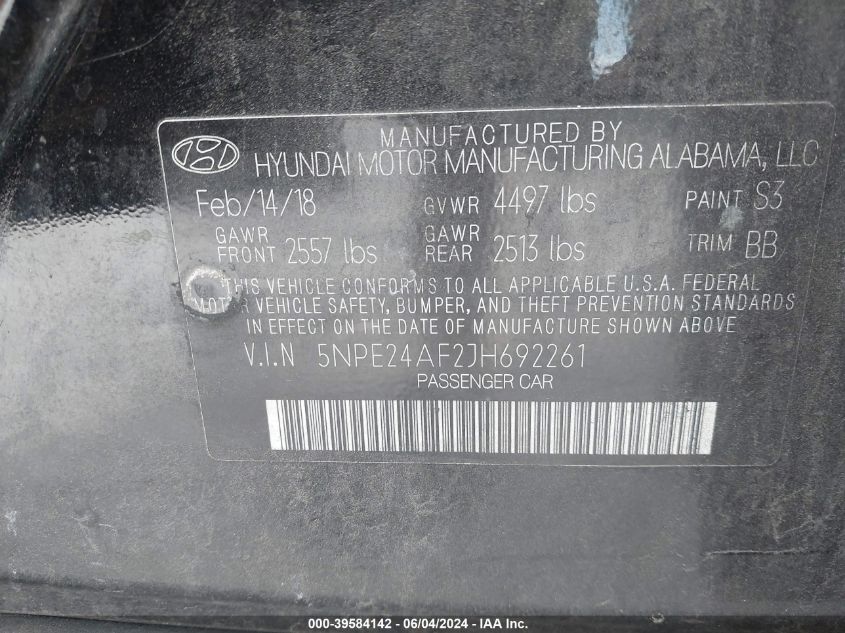 MANUFACTURED BY
HYUNDAI MOTOR MANUFACTURING ALABAMA, LLC
Feb/14/18 GVWR 4497 lbs PAINT S3
GAWR FRONT 2557 lbs GAWR REAR 2513 lbs TRIM BB
THIS VEHICLE CONFORMS TO ALL APPLICABLE U.S.A. FEDERAL
MOTOR VEHICLE SAFETY, BUMPER, AND THEFT PREVENTION STANDARDS
IN EFFECT ON THE DATE OF MANUFACTURE SHOWN ABOVE
V.I.N 5NPE24AF2JH692261
PASSENGER CAR
000-39584142 - 06/04/2024 - IAA Inc.